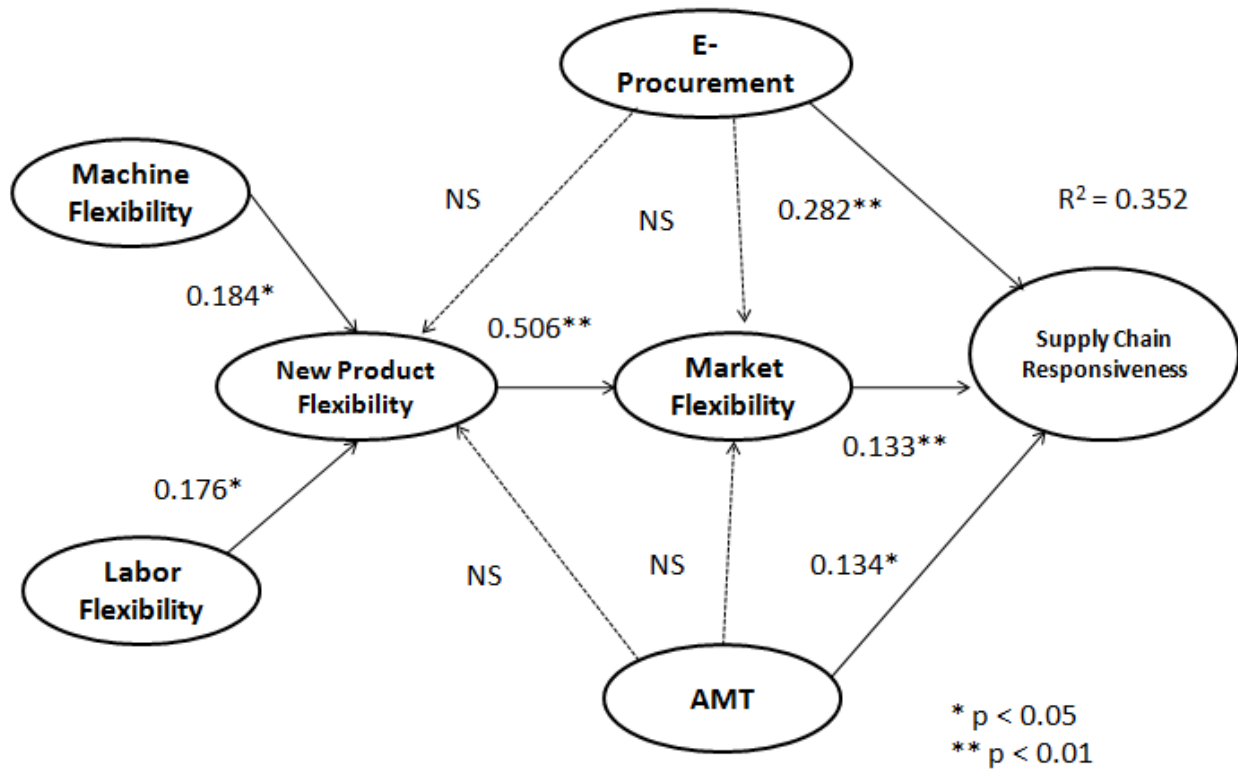 E-
Procurement
Machine
Flexibility
NS
NS
0.282**
R² = 0.352
0.184*
0.506**
New Product
Flexibility
Market
Flexibility
Supply Chain
Responsiveness
0.133**
0.176*
Labor
Flexibility
NS
NS
0.134*
AMT
* p < 0.05
** p < 0.01